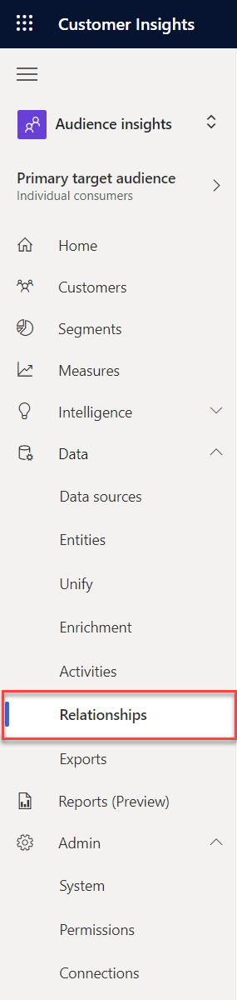 Customer Insights
Audience insights
Primary target audience
Individual consumers
Home
Customers
Segments
Measures
Intelligence
Data
Data sources
Entities
Unify
Enrichment
Activities
Relationships
Exports
Reports (Preview)
Admin
System
Permissions
Connections